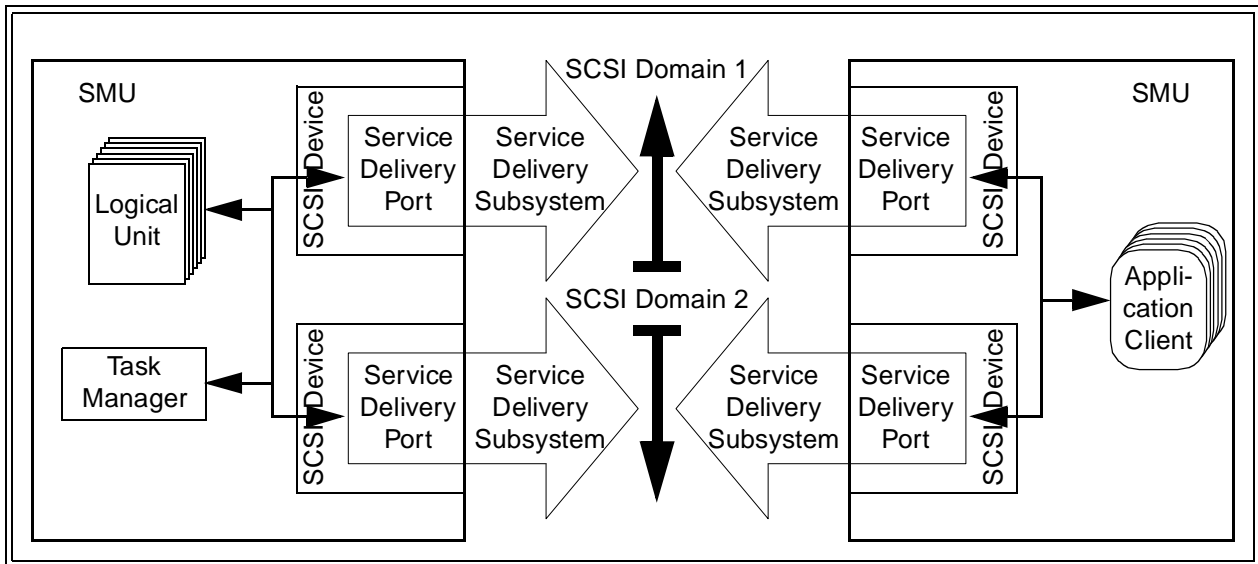 SMU
Logical
Unit
Task
Manager
SCSI Device
Service
Delivery
Port
Service
Delivery
Subsystem
SCSI Device
Service
Delivery
Port
Service
Delivery
Subsystem
SCSI Domain 1
SCSI Domain 2
Service
Delivery
Subsystem
Service
Delivery
Port
SCSI Device
Service
Delivery
Subsystem
Service
Delivery
Port
SCSI Device
SMU
Appli-
cation
Client